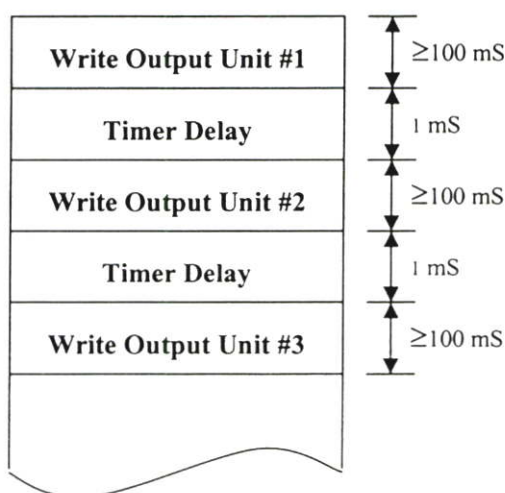 Write Output Unit #1
≥100 mS
Timer Delay
1 mS
Write Output Unit #2
≥100 mS
Timer Delay
1 mS
Write Output Unit #3
≥100 mS